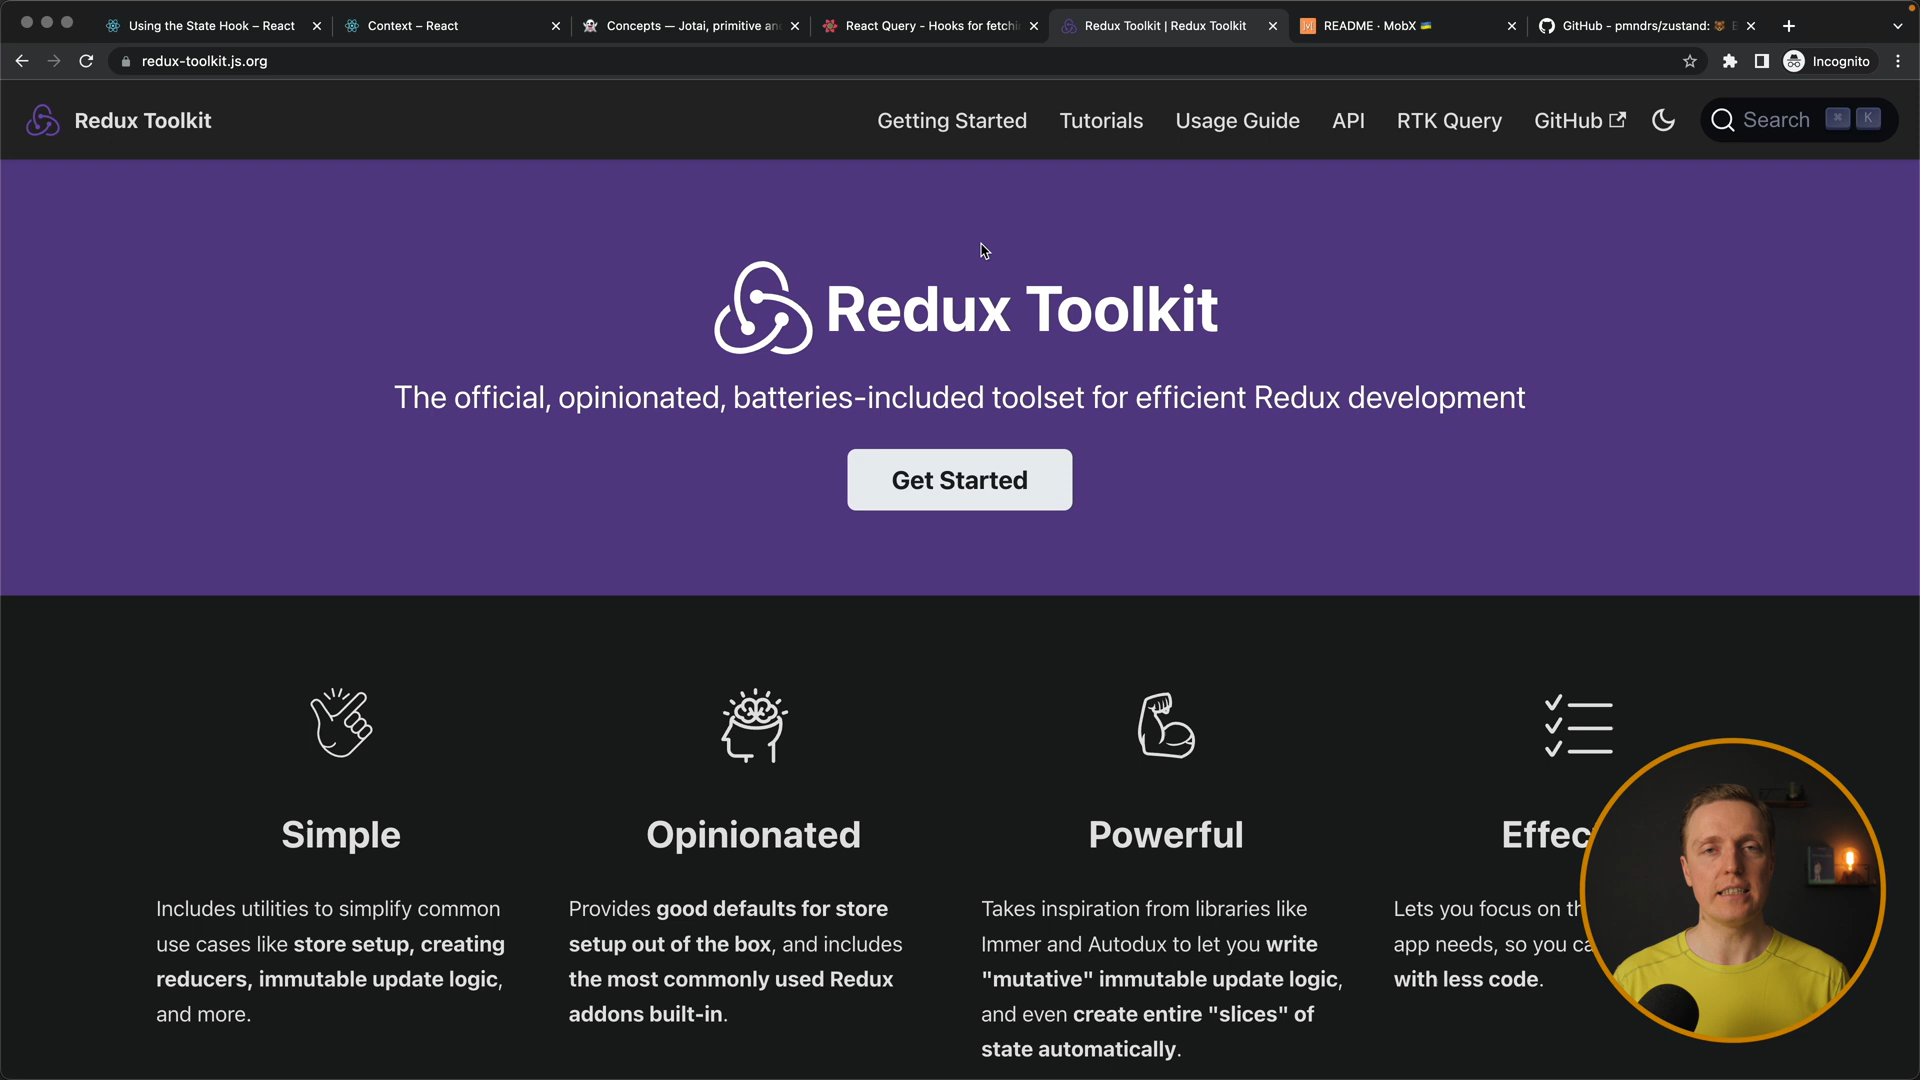 Using the State Hook – React
Context – React
Concepts — Jotai, primitive and
React Query - Hooks for fetchi
Redux Toolkit | Redux Toolkit
README · MobX
GitHub - pmndrs/zustand:
redux-toolkit.js.org
Incognito
Redux Toolkit
Getting Started
Tutorials
Usage Guide
API
RTK Query
GitHub
Search
⌘ K
Redux Toolkit
The official, opinionated, batteries-included toolset for efficient Redux development
Get Started
Simple
Includes utilities to simplify common
use cases like store setup, creating
reducers, immutable update logic,
and more.
Opinionated
Provides good defaults for store
setup out of the box, and includes
the most commonly used Redux
addons built-in.
Powerful
Takes inspiration from libraries like
Immer and Autodux to let you write
"mutative" immutable update logic,
and even create entire "slices" of
state automatically.
Effec
Lets you focus on th
app needs, so you ca
with less code.